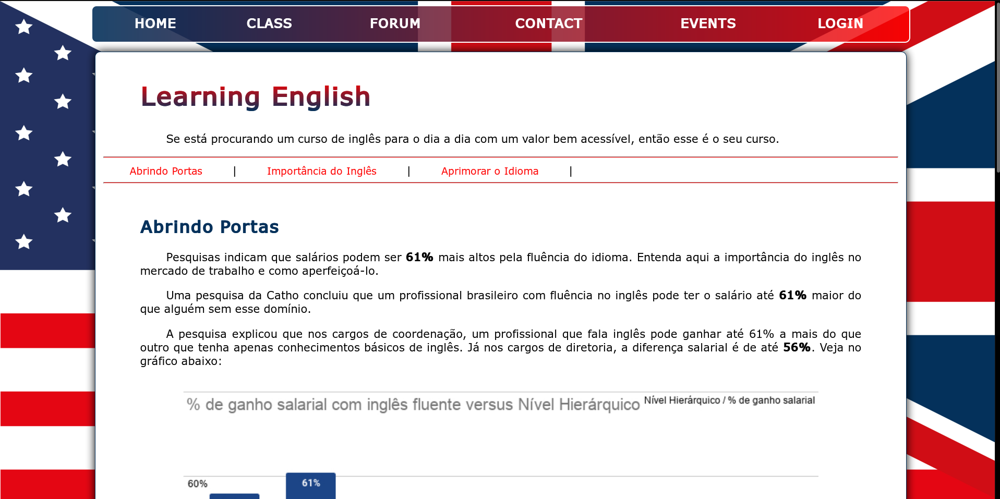 HOME CLASS FORUM CONTACT EVENTS LOGIN
Learning English
Se está procurando um curso de inglês para o dia a dia com um valor bem acessível, então esse é o seu curso.
Abrindo Portas | Importância do Inglês | Aprimorar o Idioma |
Abrindo Portas
Pesquisas indicam que salários podem ser 61% mais altos pela fluência do idioma. Entenda aqui a importância do inglês no
mercado de trabalho e como aperfeiçoá-lo.
Uma pesquisa da Catho concluiu que um profissional brasileiro com fluência no inglês pode ter o salário até 61% maior do
que alguém sem esse domínio.
A pesquisa explicou que nos cargos de coordenação, um profissional que fala inglês pode ganhar até 61% a mais do que
outro que tenha apenas conhecimentos básicos de inglês. Já nos cargos de diretoria, a diferença salarial é de até 56%. Veja no
gráfico abaixo:
% de ganho salarial com inglês fluente versus Nível Hierárquico
Nível Hierárquico / % de ganho salarial
60%
61%